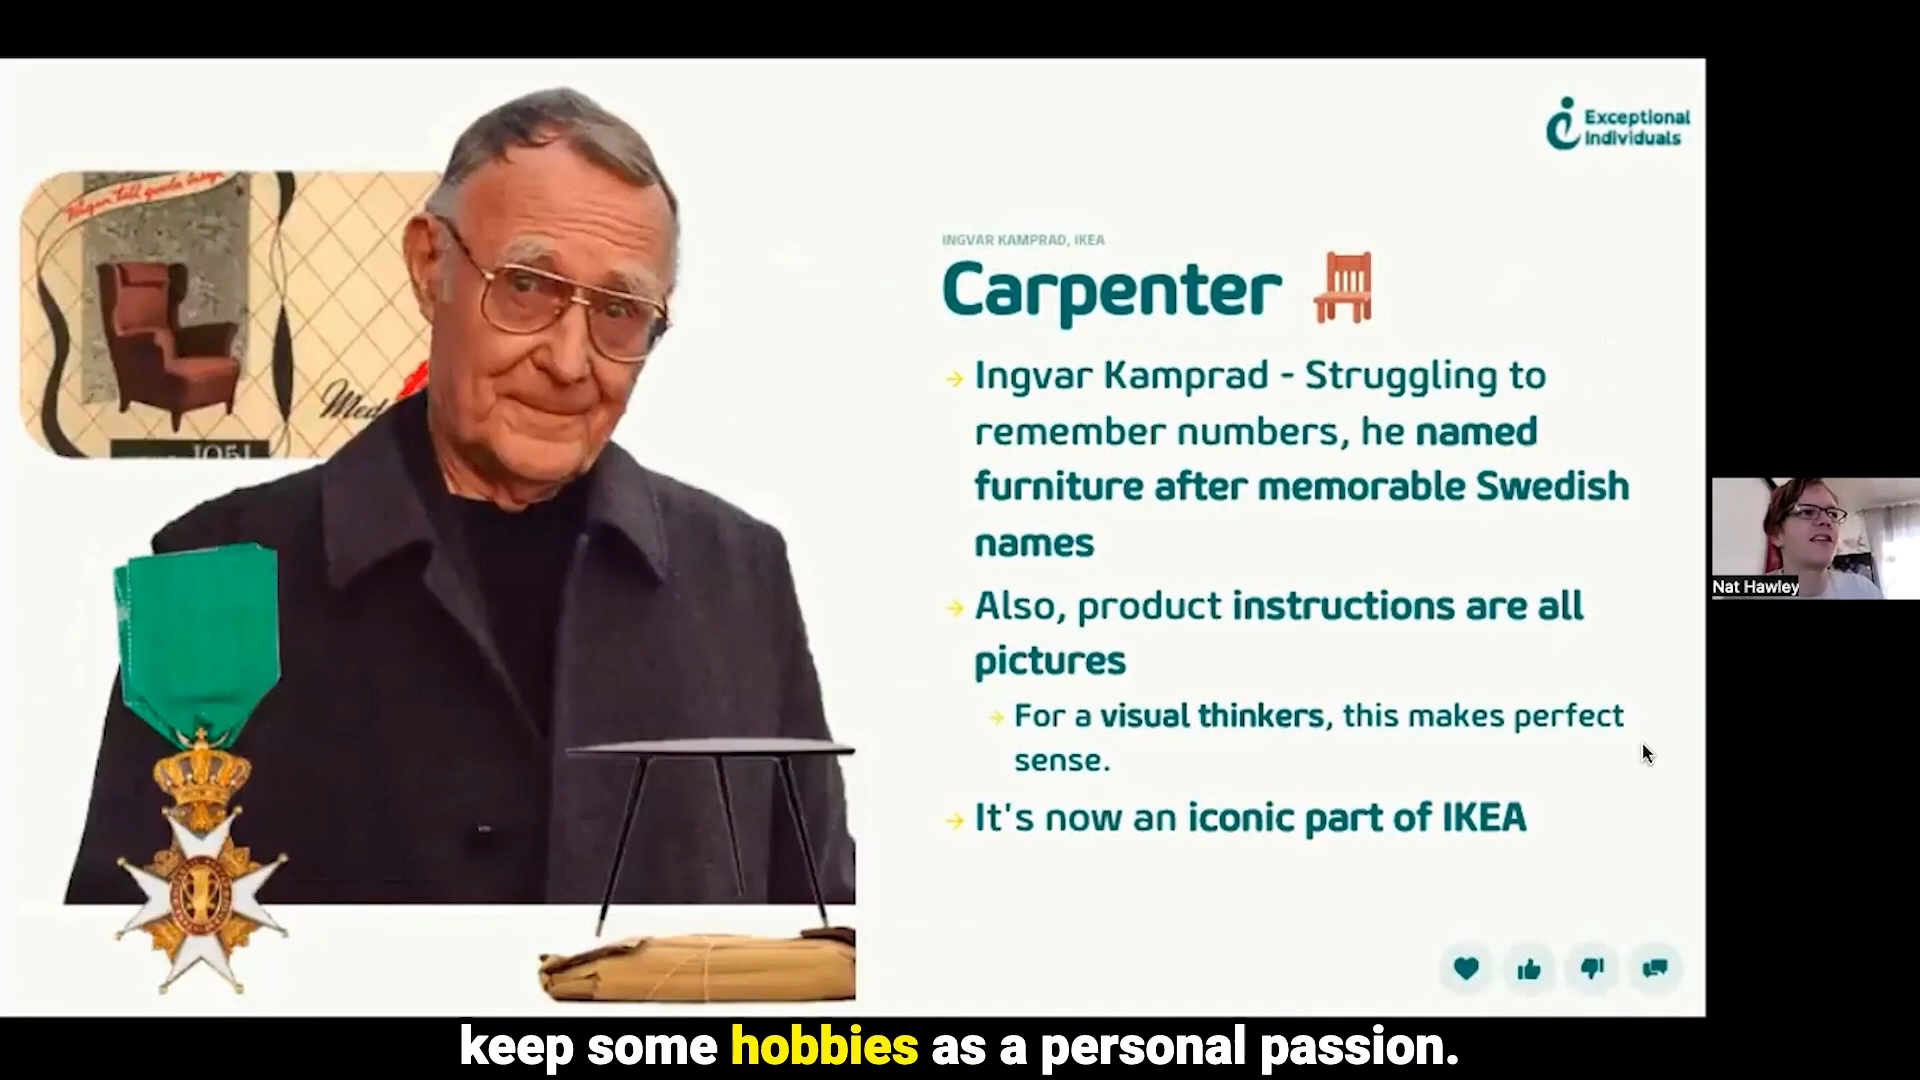 Exceptional
Individuals
INGVAR KAMPRAD, IKEA
Carpenter
Ingvar Kamprad - Struggling to
remember numbers, he named
furniture after memorable Swedish
names
Also, product instructions are all
pictures
For a visual thinkers, this makes perfect
sense.
It's now an iconic part of IKEA
Nat Hawley
keep some hobbies as a personal passion.